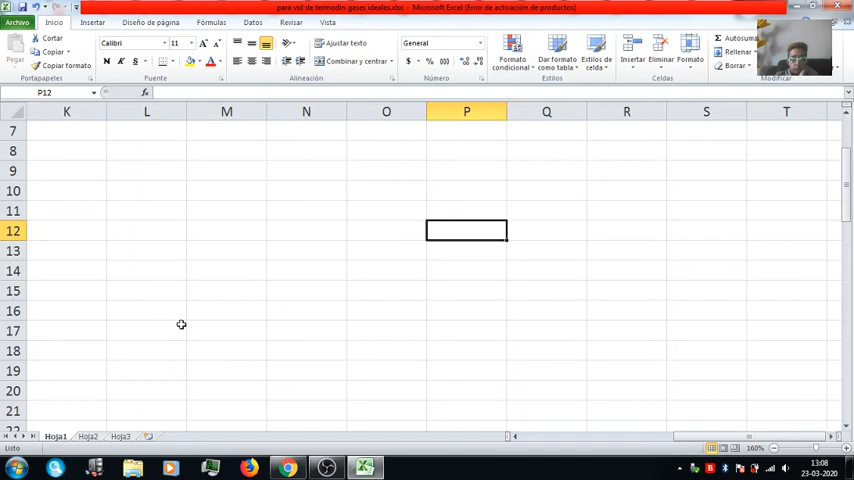 para vid de termodin gases ideales.xlsx - Microsoft Excel (Error de activación de productos)
Archivo Inicio Insertar Diseño de página Fórmulas Datos Revisar Vista
Pegar
Cortar
Copiar
Copiar formato
Portapapeles
Calibri 11
N K S
Fuente
Ajustar texto
Combinar y centrar
Alineación
General
$ % 000
Número
Formato condicional
Dar formato como tabla
Estilos de celda
Estilos
Insertar Eliminar Formato
Celdas
Autosuma
Rellenar
Borrar
P12 fx
K L M N O P Q R S T
7
8
9
10
11
12
13
14
15
16
17
18
19
20
21
22
Hoja1 Hoja2 Hoja3
Listo 160%
13:08
23-03-2020